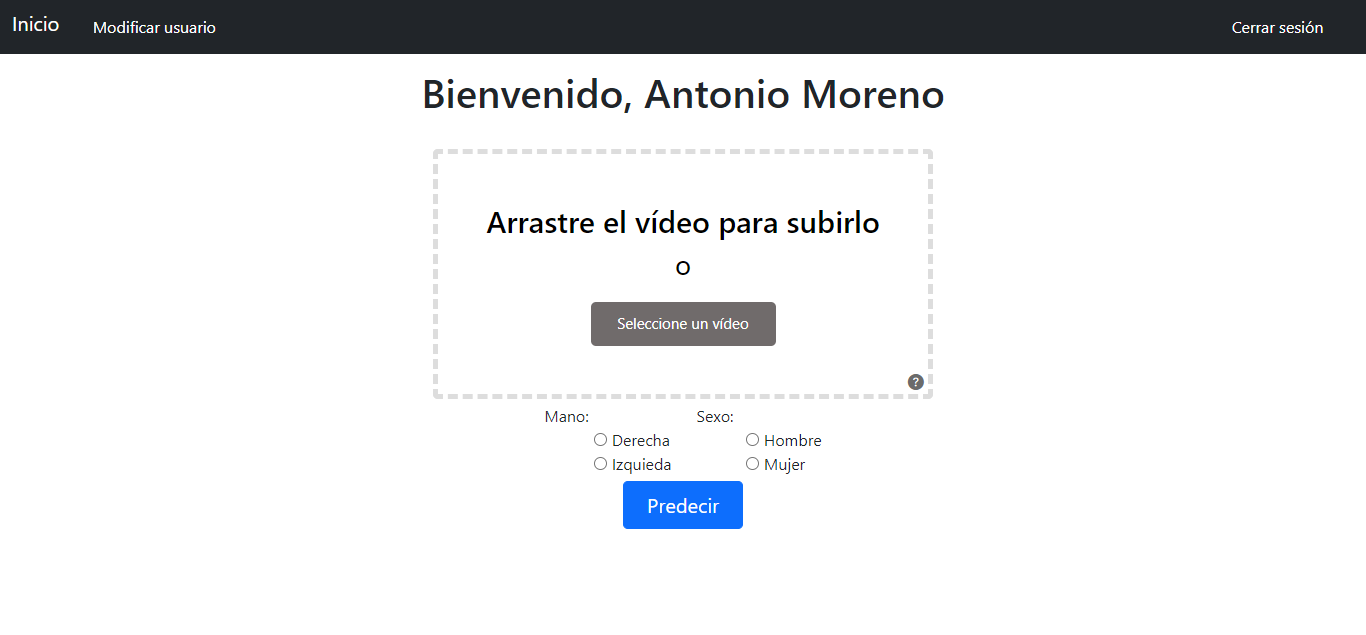 Inicio Modificar usuario Cerrar sesión
Bienvenido, Antonio Moreno
Arrastre el vídeo para subirlo
O
Seleccione un vídeo
?
Mano: Sexo:
Derecha Hombre
Izquieda Mujer
Predecir